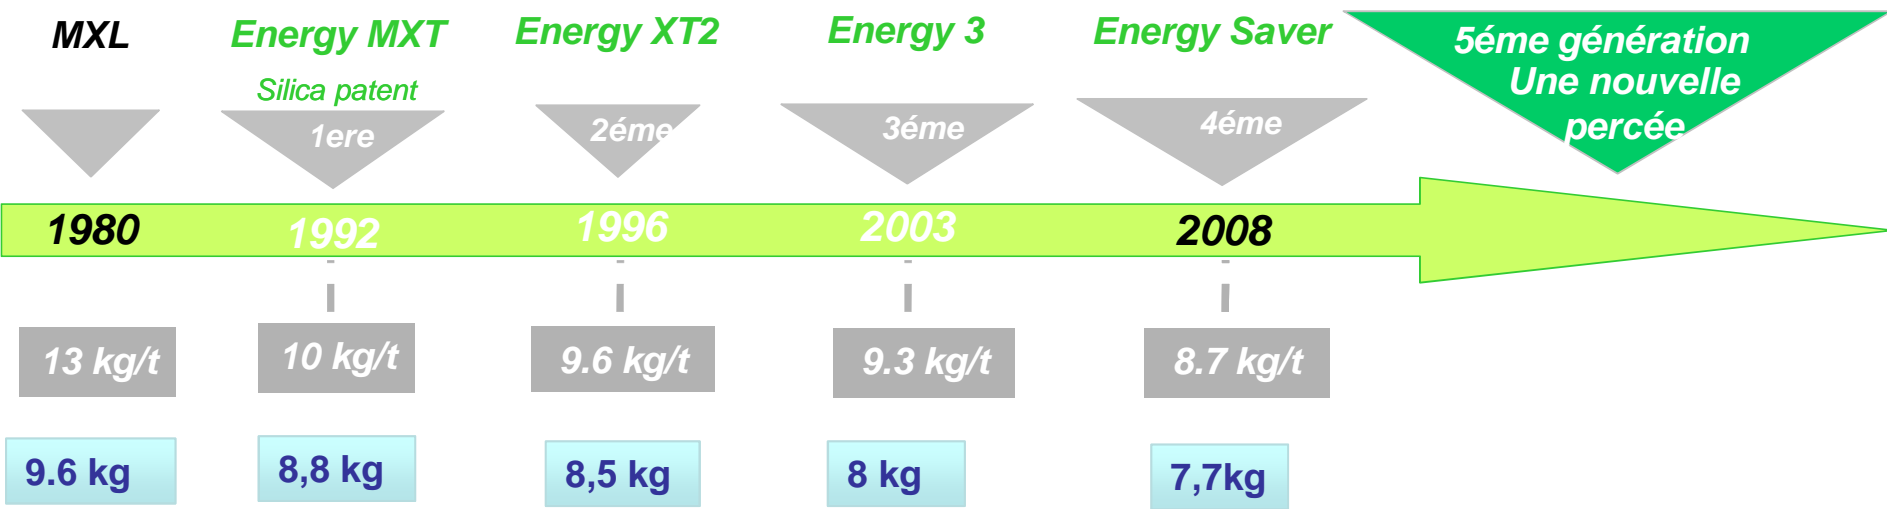 MXL
Energy MXT
Energy XT2
Energy 3
Energy Saver
5éme génération
Une nouvelle
percée
Silica patent
1ere
2éme
3éme
4éme
1980
1992
1996
2003
2008
13 kg/t
10 kg/t
9.6 kg/t
9.3 kg/t
8.7 kg/t
9.6 kg
8,8 kg
8,5 kg
8 kg
7,7kg